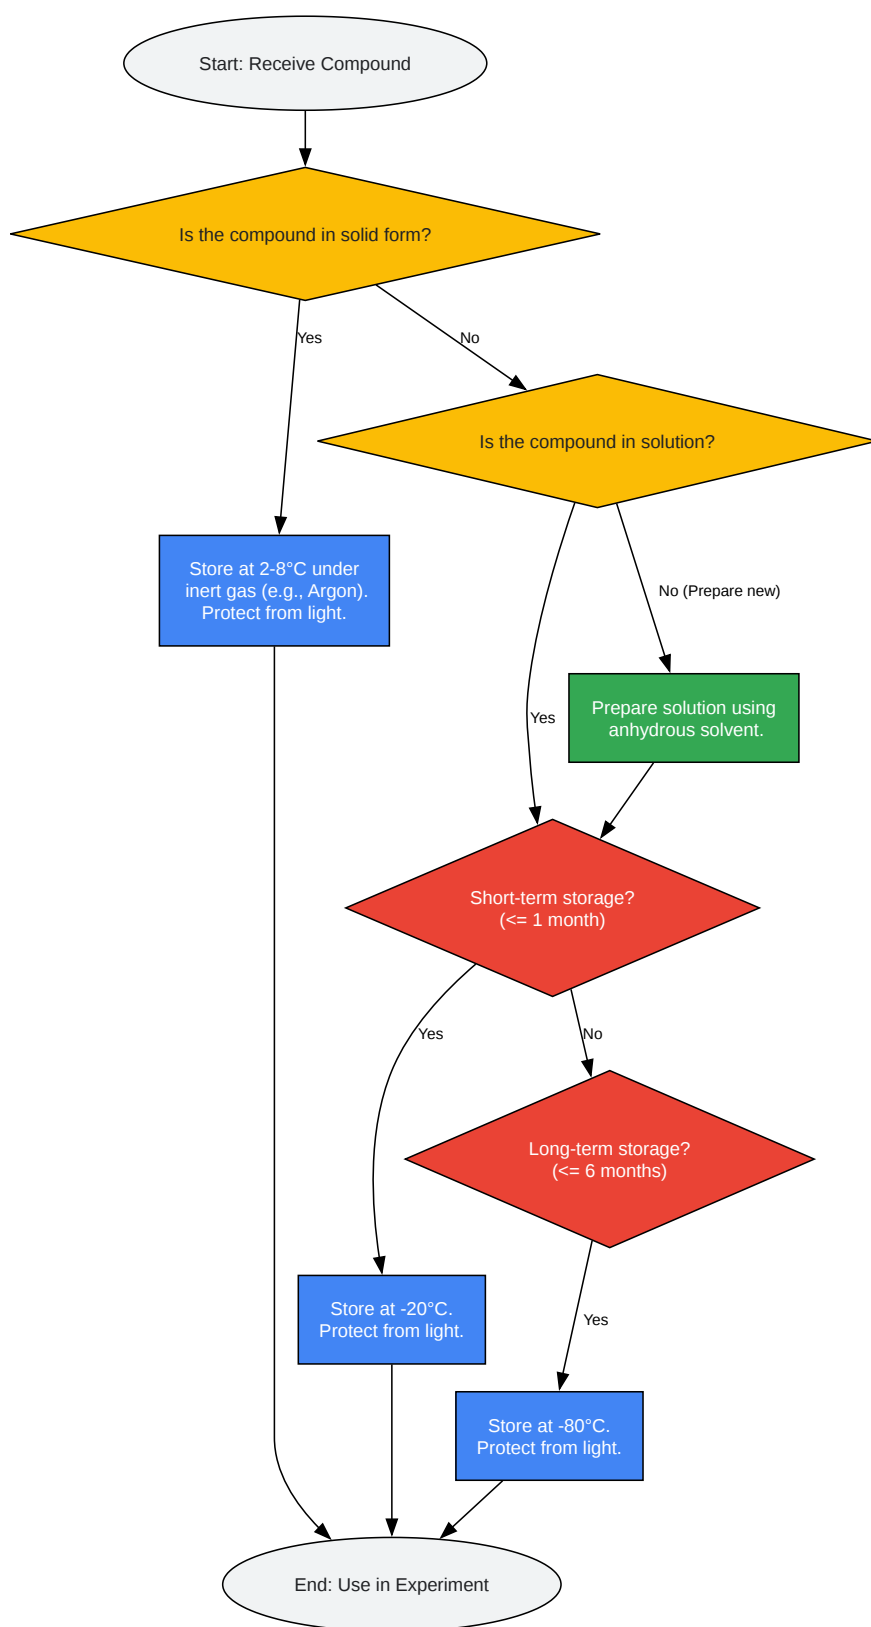 Start: Receive Compound
Is the compound in solid form?
Yes
No
Is the compound in solution?
Store at 2-8°C under
inert gas (e.g., Argon).
Protect from light.
No (Prepare new)
Yes
Prepare solution using
anhydrous solvent.
Short-term storage?
(<= 1 month)
Yes
No
Long-term storage?
(<= 6 months)
Store at -20°C.
Protect from light.
Yes
Store at -80°C.
Protect from light.
End: Use in Experiment